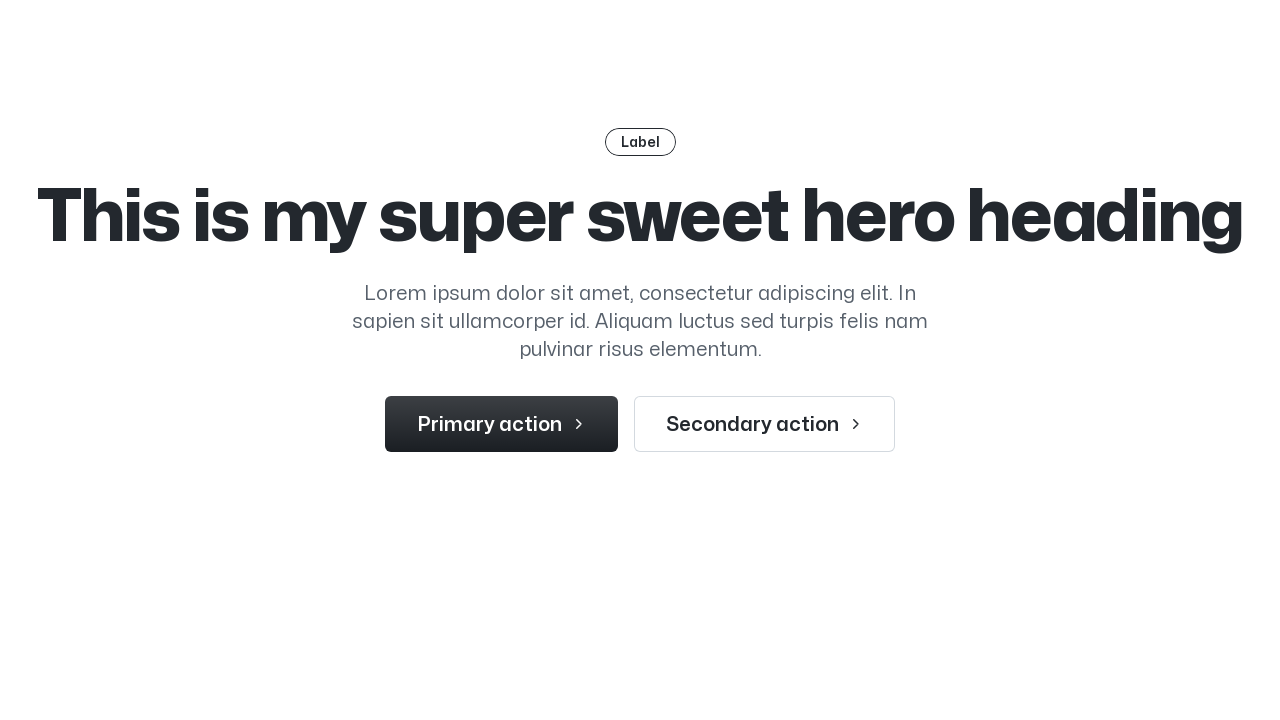 Label
This is my super sweet hero heading
Lorem ipsum dolor sit amet, consectetur adipiscing elit. In
sapien sit ullamcorper id. Aliquam luctus sed turpis felis nam
pulvinar risus elementum.
Primary action
Secondary action